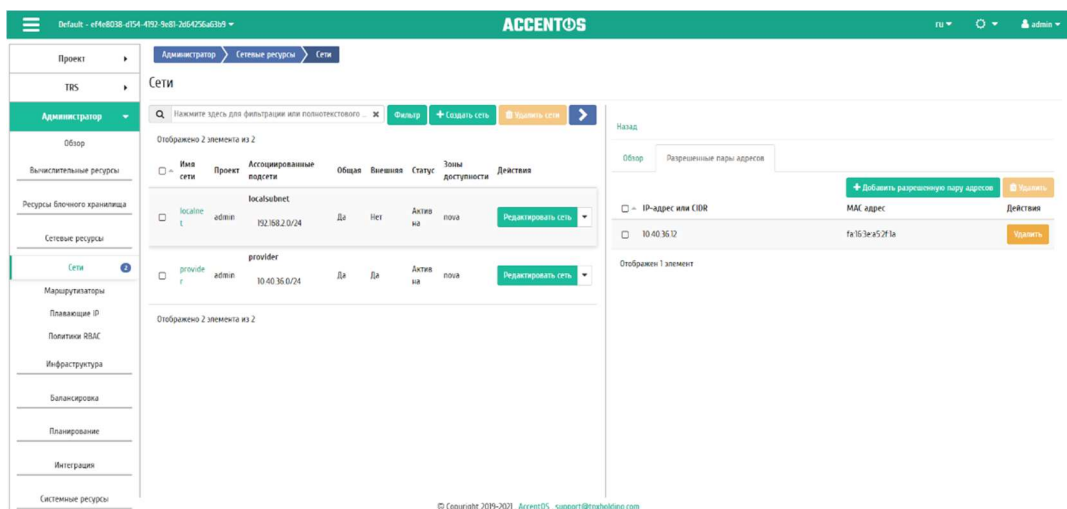 Default - ef4e8038-d154-4192-9e81-2d64256a63b9
ACCENTOS
ru
admin
Проект
TRS
Администратор
Обзор
Вычислительные ресурсы
Ресурсы блочного хранилища
Сетевые ресурсы
Сети 2
Маршрутизаторы
Плавающие IP
Политики RBAC
Инфраструктура
Балансировка
Планирование
Интеграция
Системные ресурсы
Администратор Сетевые ресурсы Сети
Сети
Нажмите здесь для фильтрации или полнотекстового ... Фильтр + Создать сеть Удалить сети
Отображено 2 элемента из 2
Имя сети Проект Ассоциированные подсети Общая Внешняя Статус Зоны доступности Действия
localnet admin localsubnet 192.168.2.0/24 Да Нет Активна nova Редактировать сеть
provider admin provider 10.40.36.0/24 Да Да Активна nova Редактировать сеть
Отображено 2 элемента из 2
Назад
Обзор Разрешенные пары адресов
+ Добавить разрешенную пару адресов Удалить
IP-адрес или CIDR MAC адрес Действия
10.40.36.12 fa:16:3e:a5:2f:1a Удалить
Отображен 1 элемент
© Copyright 2019-2021 AccentOS support@tnxholding.com